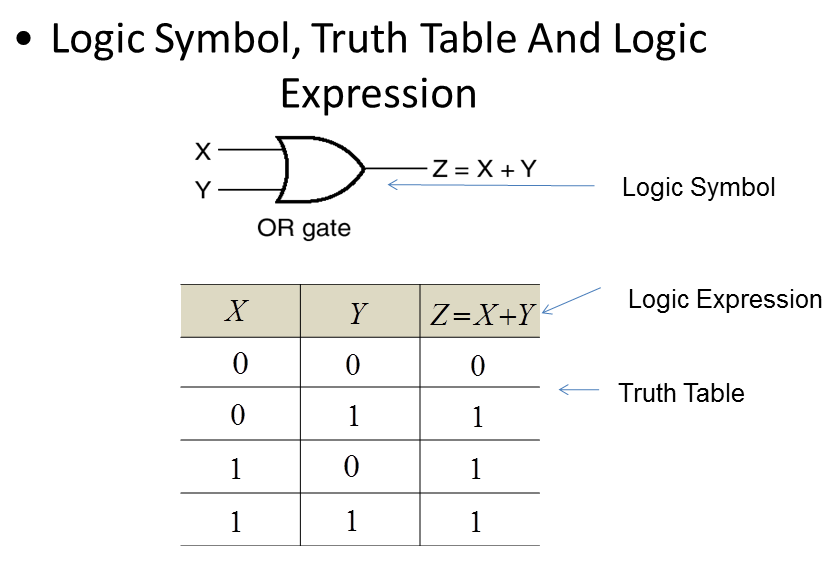 • Logic Symbol, Truth Table And Logic
Expression
X
Y
Z = X + Y
OR gate
Logic Symbol
X Y Z=X+Y
Logic Expression
0 0 0
Truth Table
0 1 1
1 0 1
1 1 1